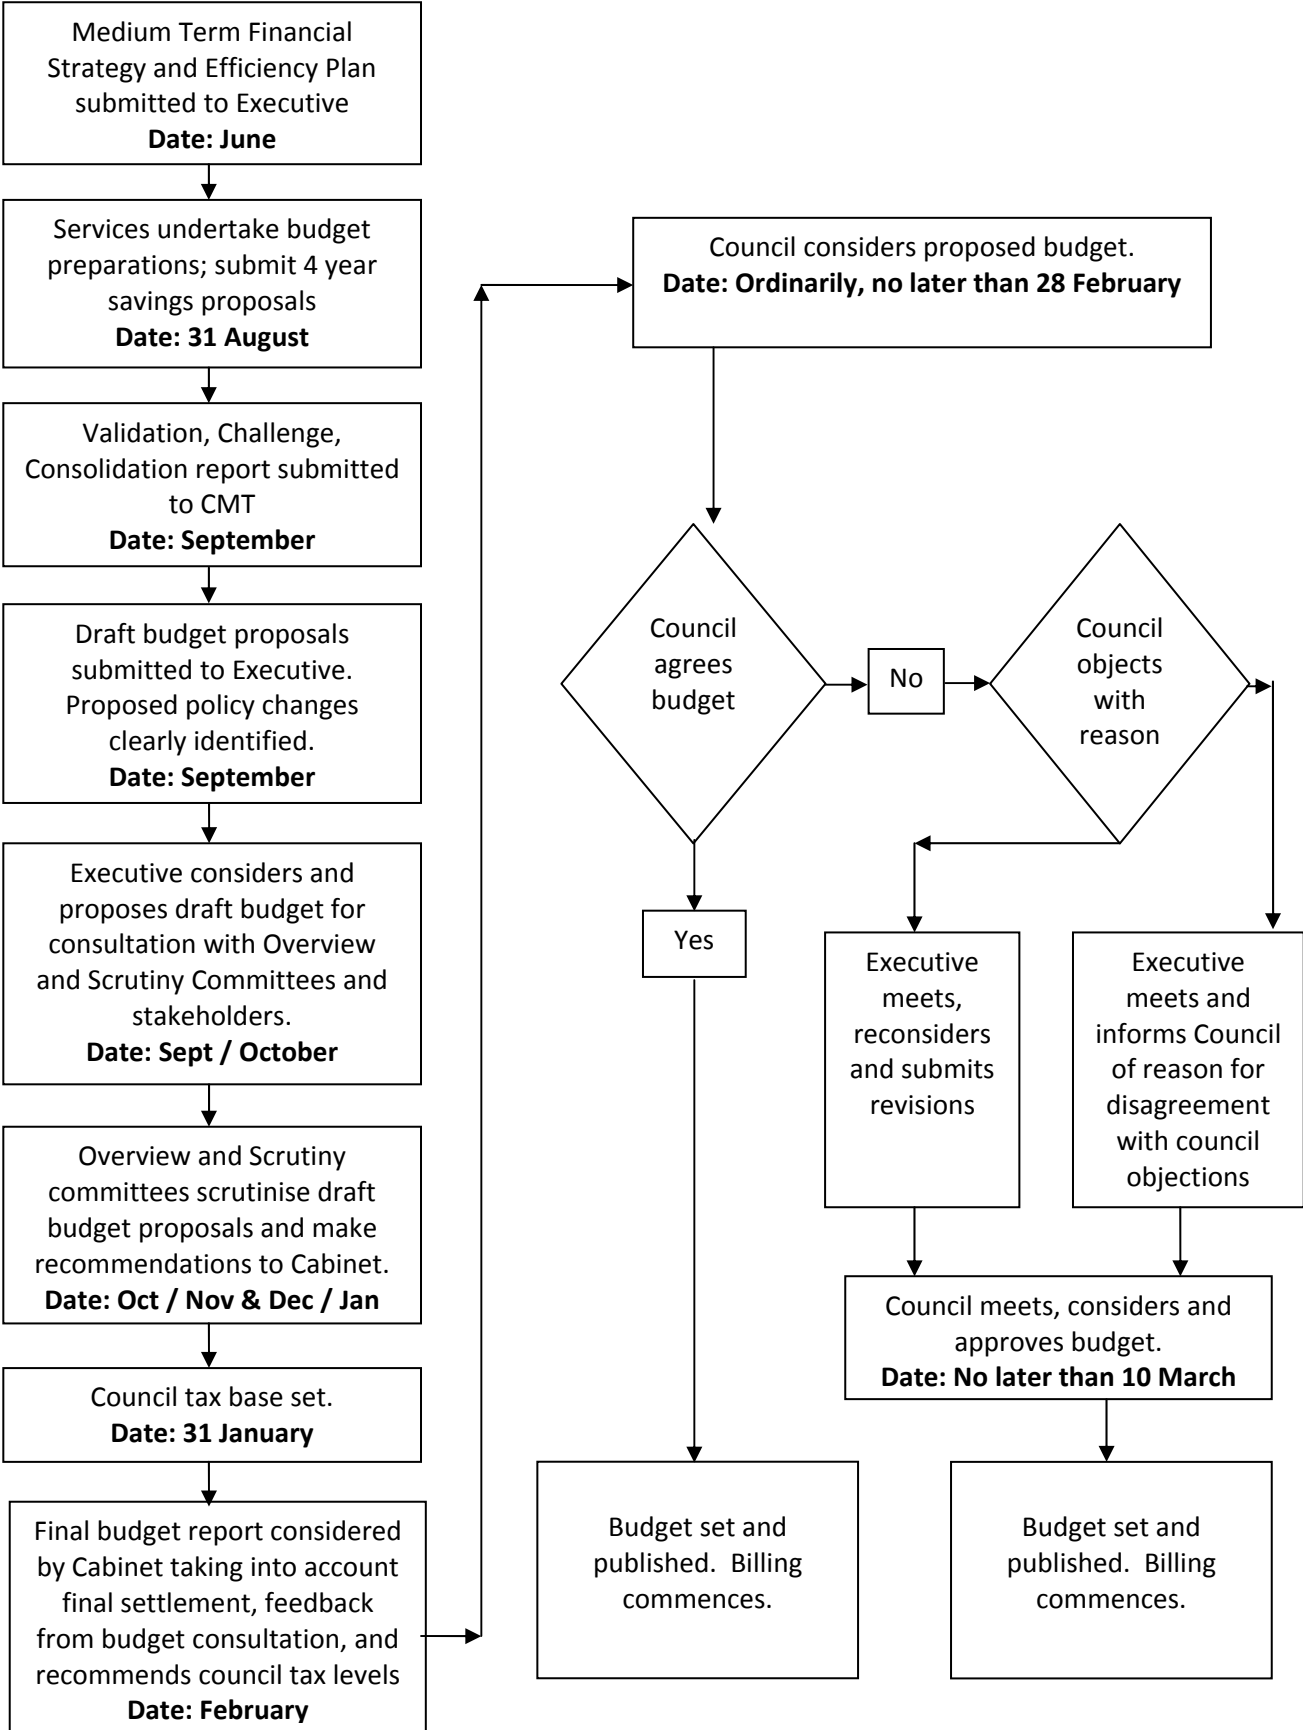 Medium Term Financial
Strategy and Efficiency Plan
submitted to Executive
Date: June
Services undertake budget
preparations; submit 4 year
savings proposals
Date: 31 August
Validation, Challenge,
Consolidation report submitted
to CMT
Date: September
Draft budget proposals
submitted to Executive.
Proposed policy changes
clearly identified.
Date: September
Executive considers and
proposes draft budget for
consultation with Overview
and Scrutiny Committees and
stakeholders.
Date: Sept / October
Overview and Scrutiny
committees scrutinise draft
budget proposals and make
recommendations to Cabinet.
Date: Oct / Nov & Dec / Jan
Council tax base set.
Date: 31 January
Final budget report considered
by Cabinet taking into account
final settlement, feedback
from budget consultation, and
recommends council tax levels
Date: February
Council considers proposed budget.
Date: Ordinarily, no later than 28 February
Council
agrees
budget
No
Council
objects
with
reason
Yes
Executive
meets,
reconsiders
and submits
revisions
Executive
meets and
informs Council
of reason for
disagreement
with council
objections
Council meets, considers and
approves budget.
Date: No later than 10 March
Budget set and
published.  Billing
commences.
Budget set and
published.  Billing
commences.